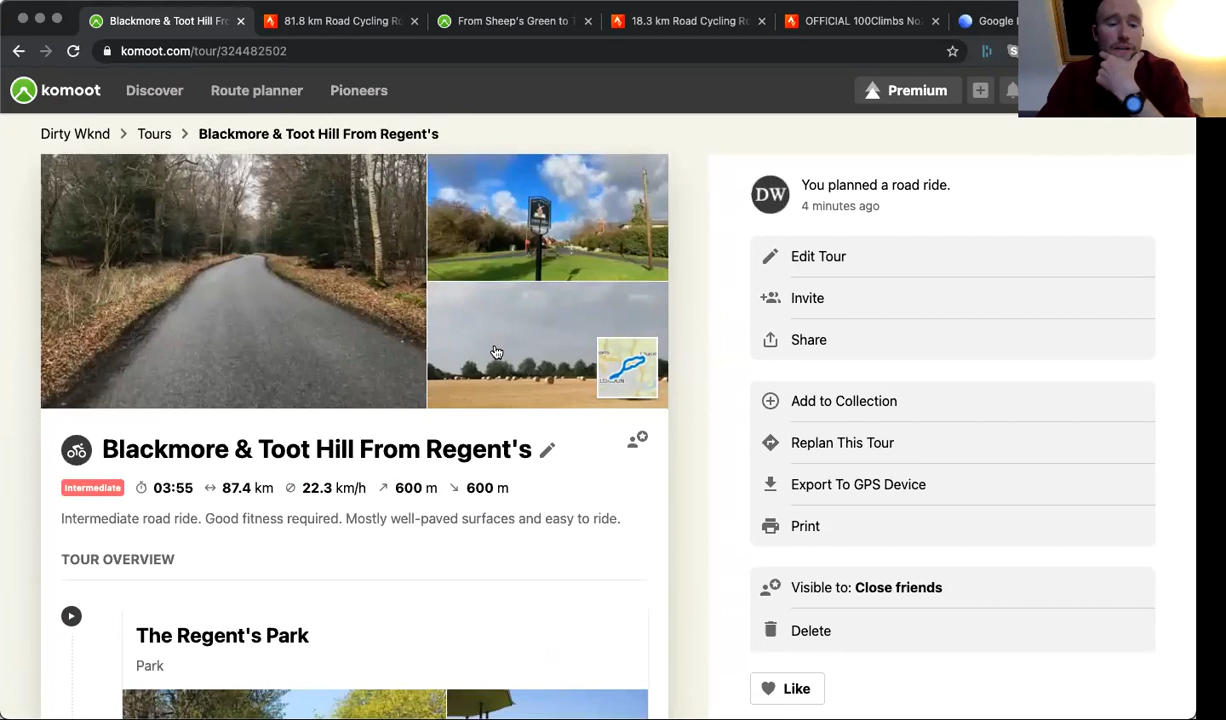 Blackmore & Toot Hill Fr
81.8 km Road Cycling Ro
From Sheep's Green to T
18.3 km Road Cycling Ro
OFFICIAL 100Climbs No
Google
komoot.com/tour/324482502
komoot
Discover
Route planner
Pioneers
Premium
Dirty Wknd
Tours
Blackmore & Toot Hill From Regent's
DW
You planned a road ride.
4 minutes ago
Edit Tour
Invite
Share
Add to Collection
Replan This Tour
Export To GPS Device
Print
Visible to: Close friends
Delete
Like
Blackmore & Toot Hill From Regent's
Intermediate 03:55 87.4 km 22.3 km/h 600 m 600 m
Intermediate road ride. Good fitness required. Mostly well-paved surfaces and easy to ride.
TOUR OVERVIEW
The Regent's Park
Park